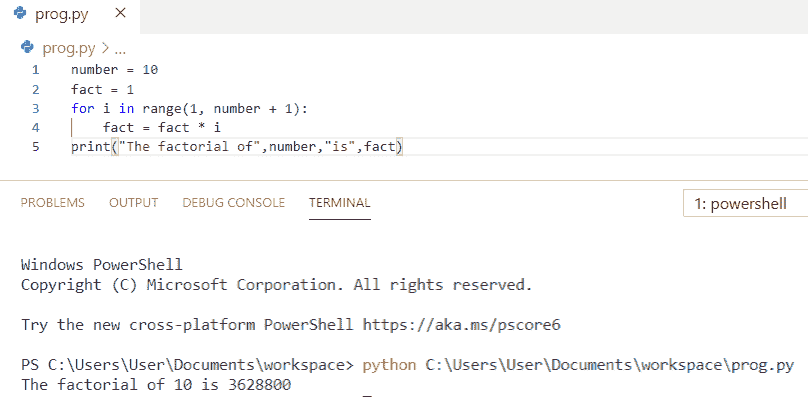 prog.py ×
prog.py > ...
1 number = 10
2 fact = 1
3 for i in range(1, number + 1):
4     fact = fact * i
5 print("The factorial of",number,"is",fact)
PROBLEMS OUTPUT DEBUG CONSOLE TERMINAL 1: powershell
Windows PowerShell
Copyright (C) Microsoft Corporation. All rights reserved.
Try the new cross-platform PowerShell https://aka.ms/pscore6
PS C:\Users\User\Documents\workspace> python C:\Users\User\Documents\workspace\prog.py
The factorial of 10 is 3628800